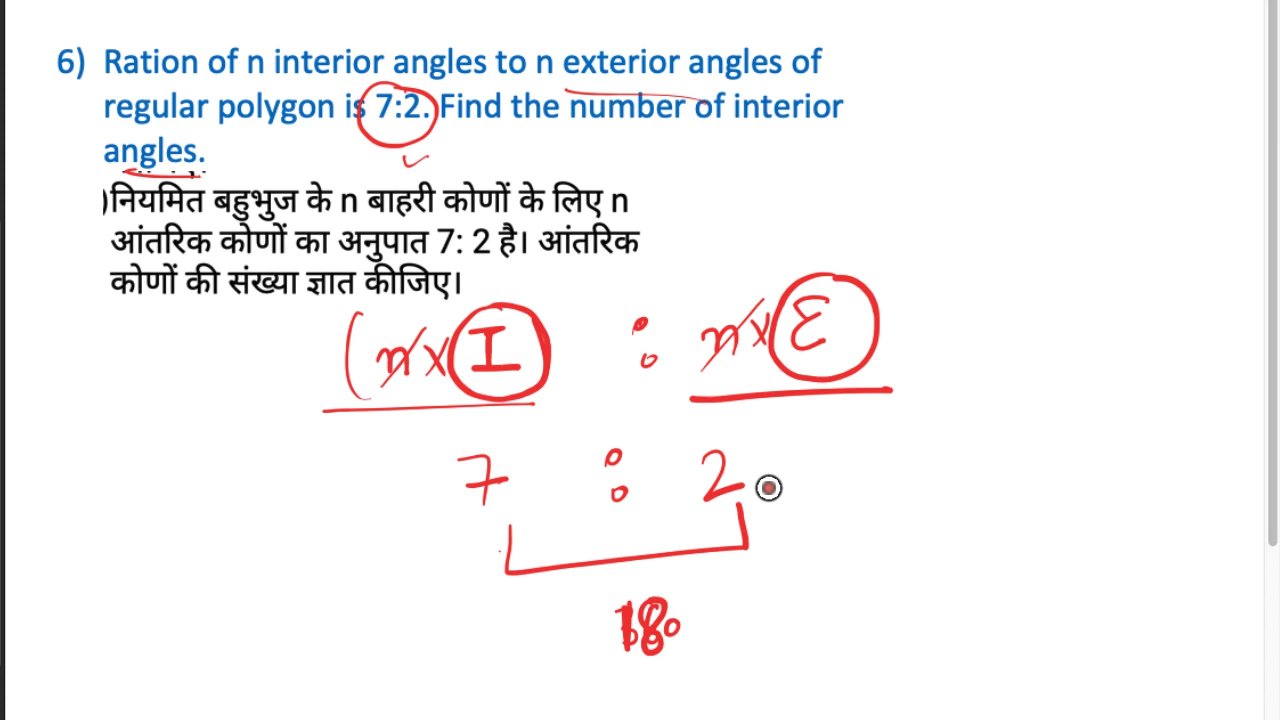 6) Ration of n interior angles to n exterior angles of
regular polygon is 7:2. Find the number of interior
angles.
)नियमित बहुभुज के n बाहरी कोणों के लिए n
आंतरिक कोणों का अनुपात 7: 2 है। आंतरिक
कोणों की संख्या ज्ञात कीजिए।
(n×I : n×E
7 : 2
180